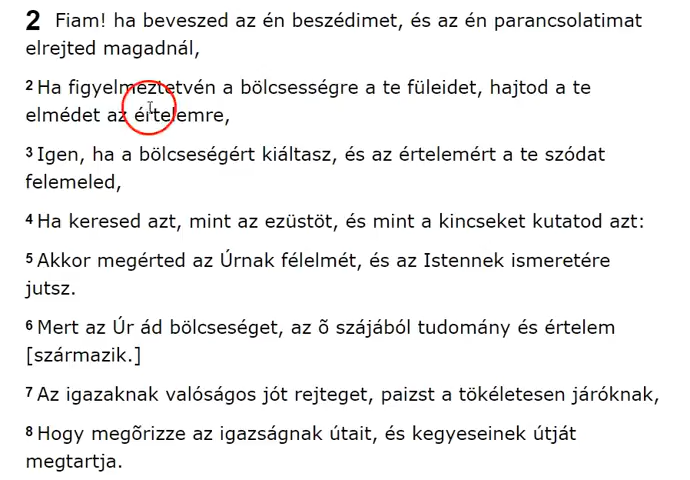 2 Fiam! ha beveszed az én beszédimet, és az én parancsolatimat
elrejted magadnál,
2 Ha figyelmeztetvén a bölcsességre a te füleidet, hajtod a te
elmédet az értelemre,
3 Igen, ha a bölcseségért kiáltasz, és az értelemért a te szódat
felemeled,
4 Ha keresed azt, mint az ezüstöt, és mint a kincseket kutatod azt:
5 Akkor megérted az Úrnak félelmét, és az Istennek ismeretére
jutsz.
6 Mert az Úr ád bölcseséget, az õ szájából tudomány és értelem
[származik.]
7 Az igazaknak valóságos jót rejteget, paizst a tökéletesen járóknak,
8 Hogy megõrizze az igazságnak útait, és kegyeseinek útját
megtartja.